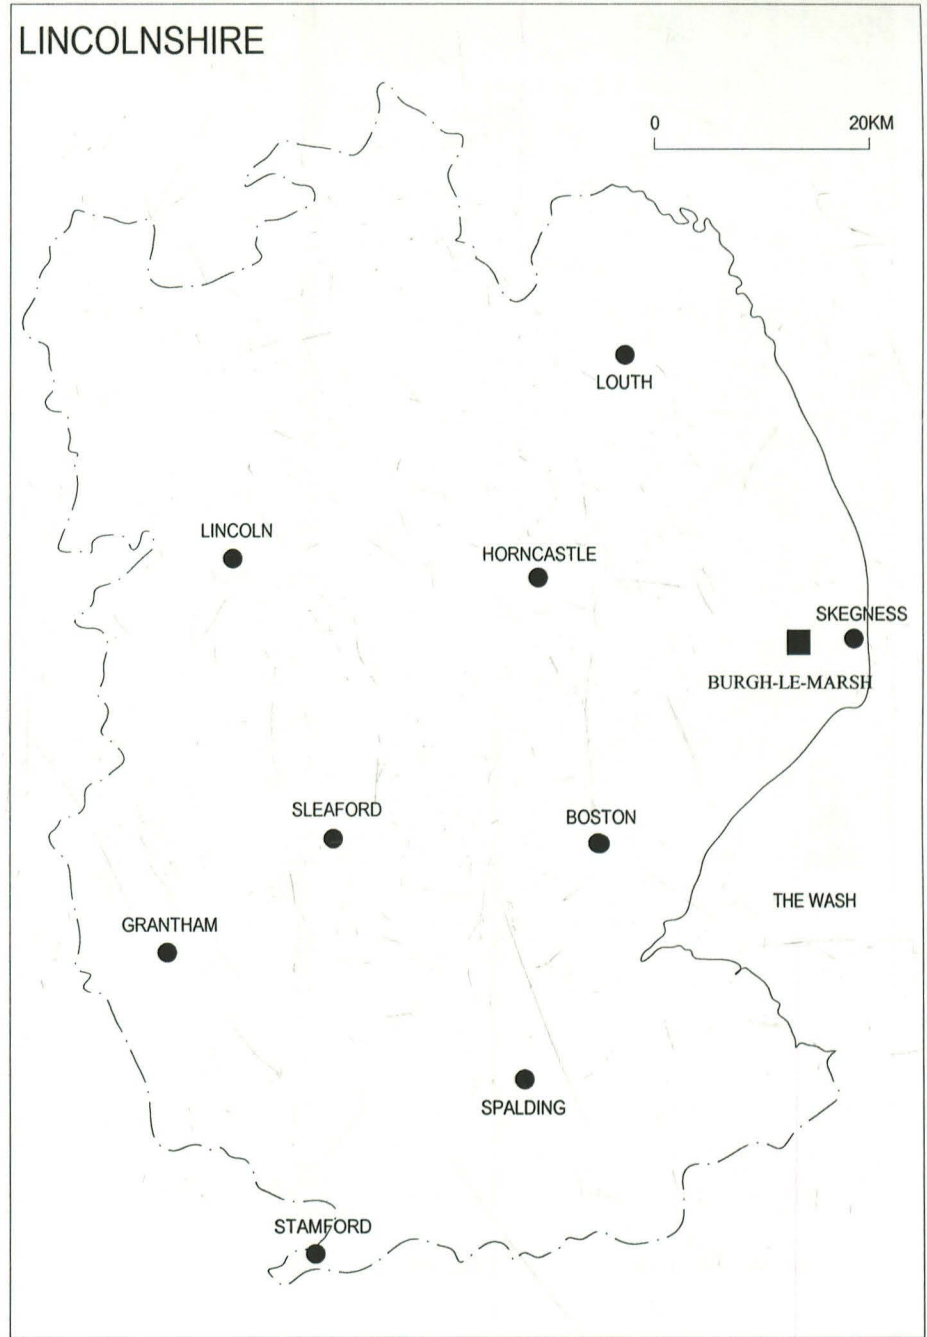 LINCOLNSHIRE
0 20KM
LOUTH
LINCOLN
HORNCASTLE
SKEGNESS
BURGH-LE-MARSH
SLEAFORD
BOSTON
THE WASH
GRANTHAM
SPALDING
STAMFORD